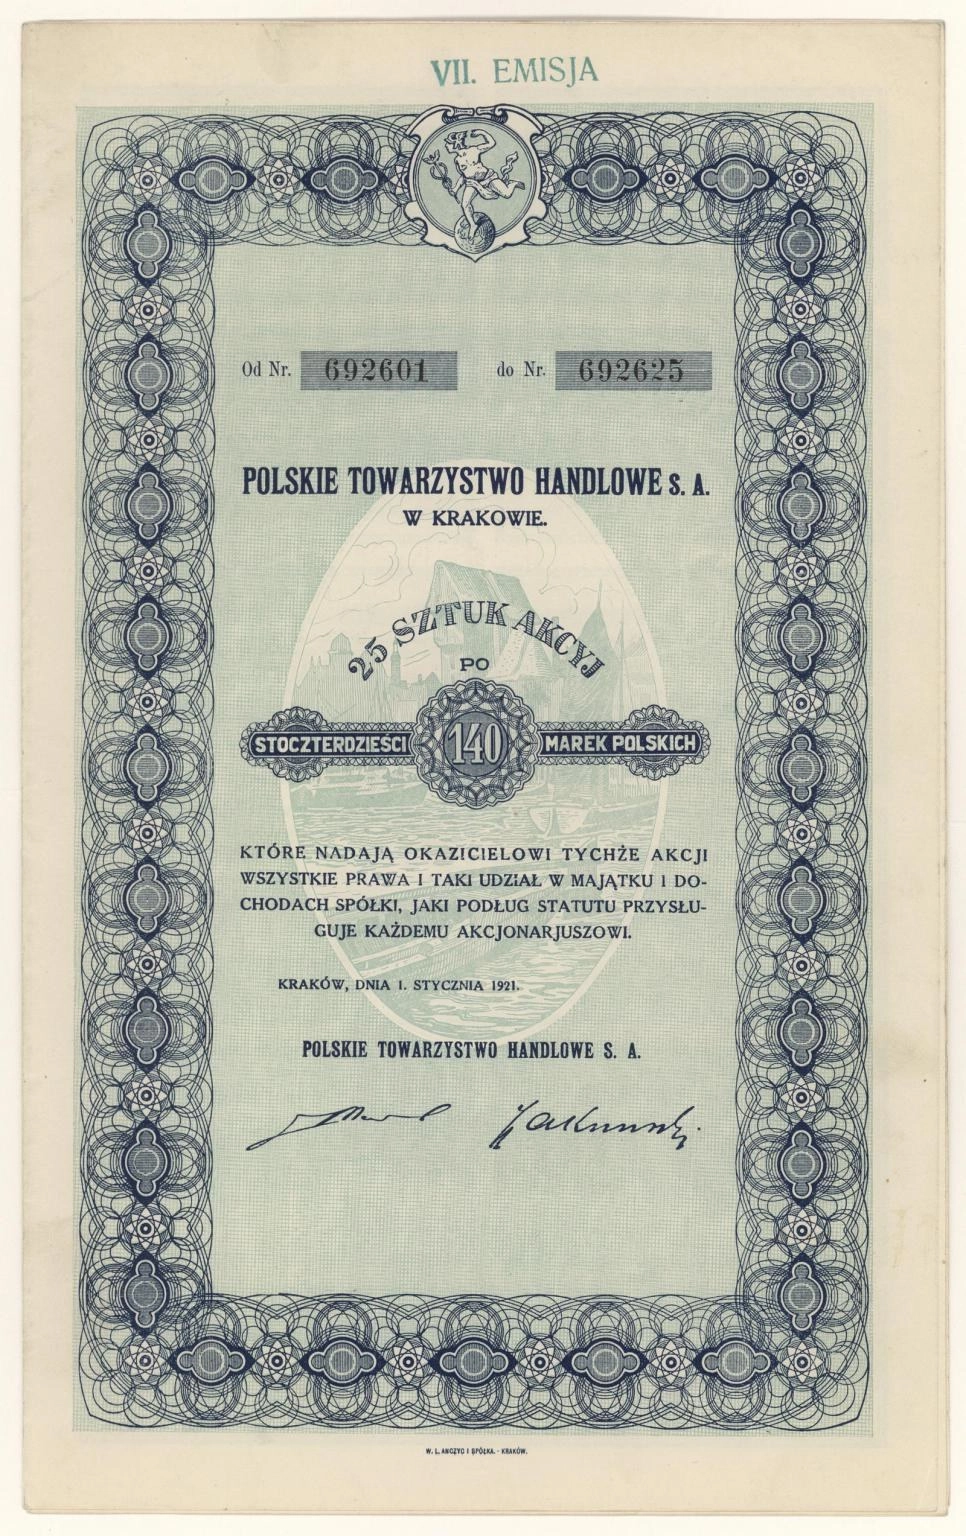 VII. EMISJA
Od Nr. 692601 do Nr. 692625
POLSKIE TOWARZYSTWO HANDLOWE S. A.
W KRAKOWIE.
25 SZTUK AKCYJ
PO
STOCZTERDZIEŚCI 140 MAREK POLSKICH
KTÓRE NADAJĄ OKAZICIELOWI TYCHŻE AKCJI
WSZYSTKIE PRAWA I TAKI UDZIAŁ W MAJĄTKU I DO-
CHODACH SPÓŁKI, JAKI PODŁUG STATUTU PRZYSŁU-
GUJE KAŻDEMU AKCJONARJUSZOWI.
KRAKÓW, DNIA 1. STYCZNIA 1921.
POLSKIE TOWARZYSTWO HANDLOWE S. A.
W. L. ANCZYC I SPÓŁKA. - KRAKÓW.